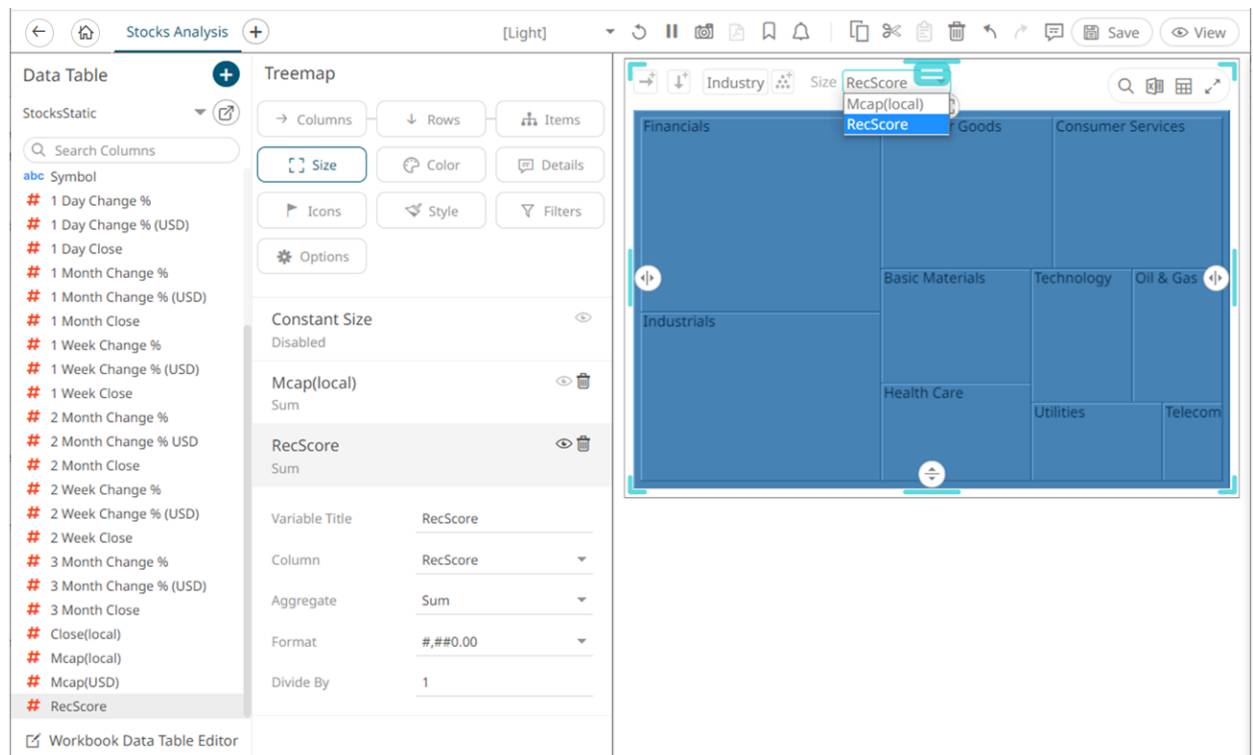 Stocks Analysis
[Light]
Save
View
Data Table
StocksStatic
Search Columns
abc Symbol
# 1 Day Change %
# 1 Day Change % (USD)
# 1 Day Close
# 1 Month Change %
# 1 Month Change % (USD)
# 1 Month Close
# 1 Week Change %
# 1 Week Change % (USD)
# 1 Week Close
# 2 Month Change %
# 2 Month Change % USD
# 2 Month Close
# 2 Week Change %
# 2 Week Change % (USD)
# 2 Week Close
# 3 Month Change %
# 3 Month Change % (USD)
# 3 Month Close
# Close(local)
# Mcap(local)
# Mcap(USD)
# RecScore
Workbook Data Table Editor
Treemap
Columns
Rows
Items
Size
Color
Details
Icons
Style
Filters
Options
Constant Size
Disabled
Mcap(local)
Sum
RecScore
Sum
Variable Title RecScore
Column RecScore
Aggregate Sum
Format #,##0.00
Divide By 1
Industry
Size RecScore
Mcap(local)
RecScore
Financials
Goods
Consumer Services
Basic Materials
Technology
Oil & Gas
Industrials
Health Care
Utilities
Telecom